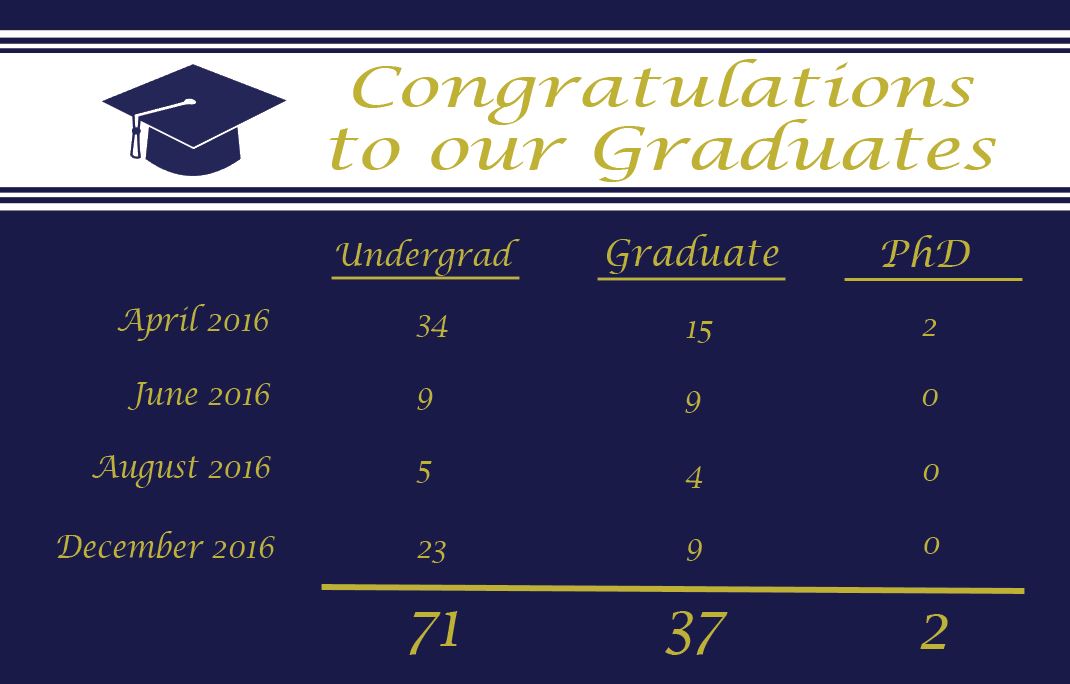 Congratulations
to our Graduates
Undergrad Graduate PhD
April 2016 34 15 2
June 2016 9 9 0
August 2016 5 4 0
December 2016 23 9 0
71 37 2